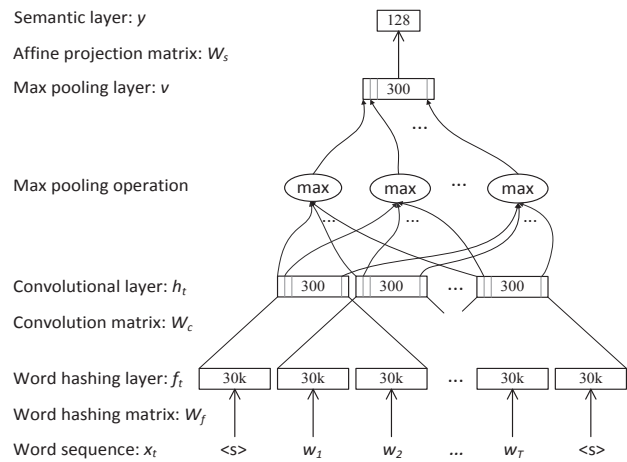 Semantic layer: y 128
Affine projection matrix: Ws
Max pooling layer: v 300
...
Max pooling operation max max ... max
... ... ...
Convolutional layer: ht 300 300 ... 300
Convolution matrix: Wc
Word hashing layer: ft 30k 30k 30k ... 30k 30k
Word hashing matrix: Wf
Word sequence: xt <s> w1 w2 ... wT <s>